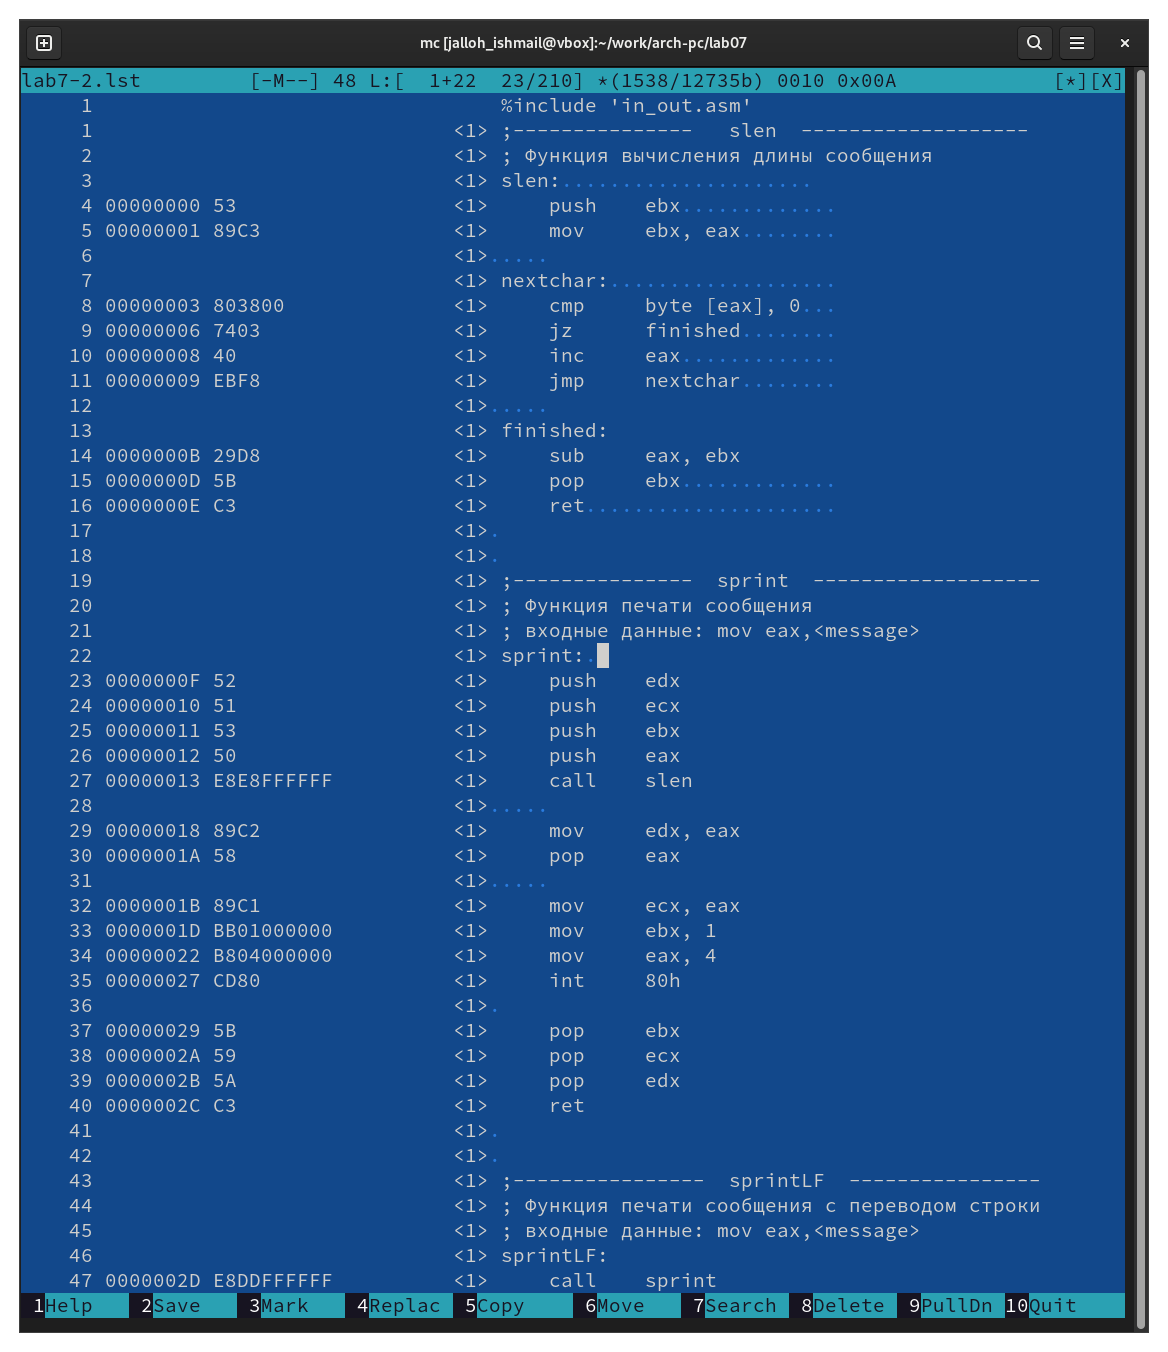 mc [jalloh_ishmail@vbox]:~/work/arch-pc/lab07
lab7-2.lst         [-M--] 48 L:[  1+22  23/210] *(1538/12735b) 0010 0x00A             [*][X]
     1                                  %include 'in_out.asm'
     1                              <1> ;---------------   slen  -------------------
     2                              <1> ; Функция вычисления длины сообщения
     3                              <1> slen:.....................
     4 00000000 53                  <1>     push    ebx.............
     5 00000001 89C3                <1>     mov     ebx, eax........
     6                              <1>.....
     7                              <1> nextchar:...................
     8 00000003 803800              <1>     cmp     byte [eax], 0...
     9 00000006 7403                <1>     jz      finished........
    10 00000008 40                  <1>     inc     eax.............
    11 00000009 EBF8                <1>     jmp     nextchar........
    12                              <1>.....
    13                              <1> finished:
    14 0000000B 29D8                <1>     sub     eax, ebx
    15 0000000D 5B                  <1>     pop     ebx.............
    16 0000000E C3                  <1>     ret.....................
    17                              <1>.
    18                              <1>.
    19                              <1> ;---------------  sprint  -------------------
    20                              <1> ; Функция печати сообщения
    21                              <1> ; входные данные: mov eax,<message>
    22                              <1> sprint:.
    23 0000000F 52                  <1>     push    edx
    24 00000010 51                  <1>     push    ecx
    25 00000011 53                  <1>     push    ebx
    26 00000012 50                  <1>     push    eax
    27 00000013 E8E8FFFFFF          <1>     call    slen
    28                              <1>.....
    29 00000018 89C2                <1>     mov     edx, eax
    30 0000001A 58                  <1>     pop     eax
    31                              <1>.....
    32 0000001B 89C1                <1>     mov     ecx, eax
    33 0000001D BB01000000          <1>     mov     ebx, 1
    34 00000022 B804000000          <1>     mov     eax, 4
    35 00000027 CD80                <1>     int     80h
    36                              <1>.
    37 00000029 5B                  <1>     pop     ebx
    38 0000002A 59                  <1>     pop     ecx
    39 0000002B 5A                  <1>     pop     edx
    40 0000002C C3                  <1>     ret
    41                              <1>.
    42                              <1>.
    43                              <1> ;----------------  sprintLF  ----------------
    44                              <1> ; Функция печати сообщения с переводом строки
    45                              <1> ; входные данные: mov eax,<message>
    46                              <1> sprintLF:
    47 0000002D E8DDFFFFFF          <1>     call    sprint
 1Help    2Save    3Mark    4Replac  5Copy    6Move    7Search  8Delete  9PullDn 10Quit